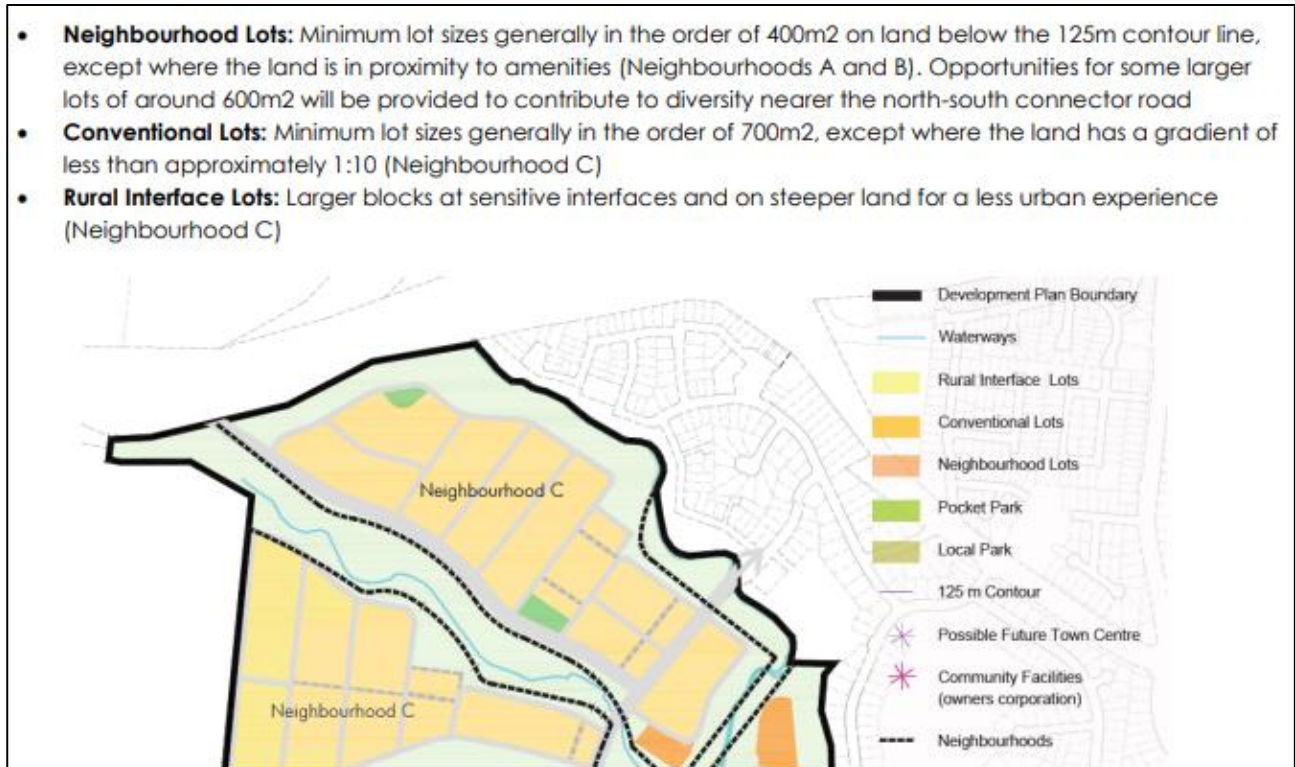 • Neighbourhood Lots: Minimum lot sizes generally in the order of 400m2 on land below the 125m contour line,
except where the land is in proximity to amenities (Neighbourhoods A and B). Opportunities for some larger
lots of around 600m2 will be provided to contribute to diversity nearer the north-south connector road
• Conventional Lots: Minimum lot sizes generally in the order of 700m2, except where the land has a gradient of
less than approximately 1:10 (Neighbourhood C)
• Rural Interface Lots: Larger blocks at sensitive interfaces and on steeper land for a less urban experience
(Neighbourhood C)
Development Plan Boundary
Waterways
Rural Interface Lots
Conventional Lots
Neighbourhood Lots
Pocket Park
Local Park
125 m Contour
Possible Future Town Centre
Community Facilities
(owners corporation)
Neighbourhoods
Neighbourhood C
Neighbourhood C